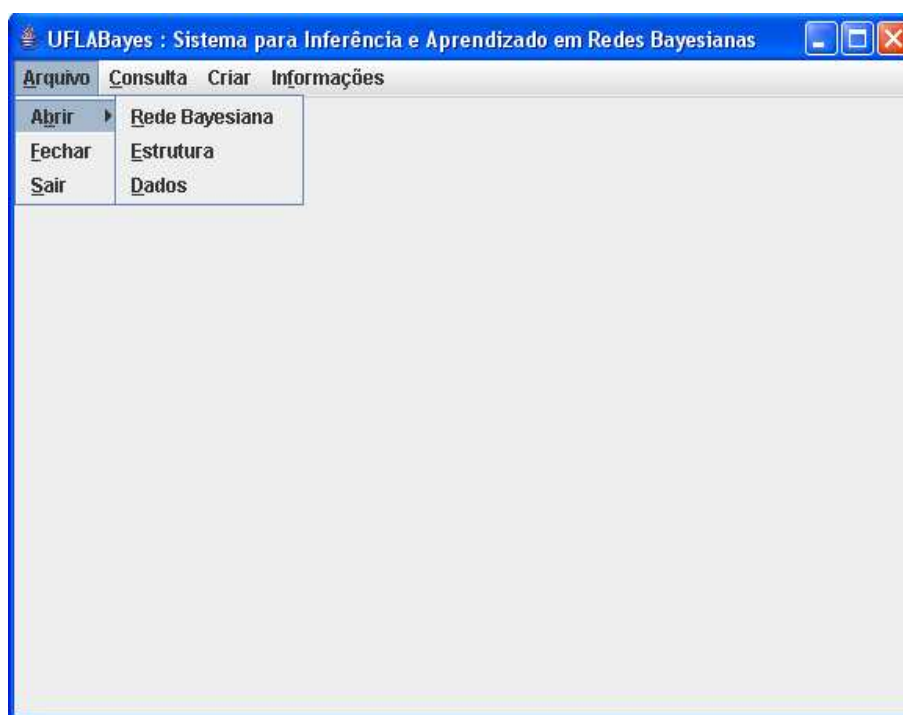 UFLABayes : Sistema para Inferência e Aprendizado em Redes Bayesianas
Arquivo Consulta Criar Informações
Abrir Rede Bayesiana
Fechar Estrutura
Sair Dados